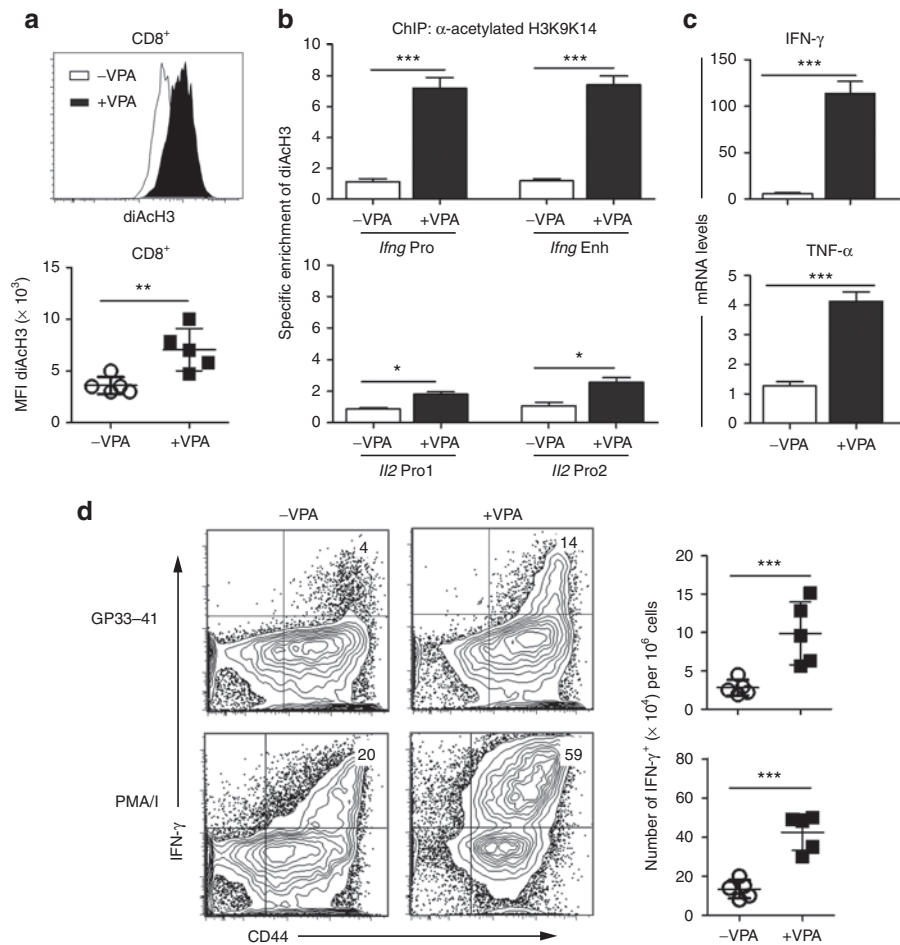 a
CD8⁺
−VPA
+VPA
diAcH3
CD8⁺
**
MFI diAcH3 (× 10³)
15
10
5
0
−VPA +VPA
b
ChIP: α-acetylated H3K9K14
Specific enrichment of diAcH3
10
8
6
4
2
0
*** ***
−VPA +VPA −VPA +VPA
Ifng Pro Ifng Enh
10
8
6
4
2
0
* *
−VPA +VPA −VPA +VPA
Il2 Pro1 Il2 Pro2
c
mRNA levels
IFN-γ
***
150
100
50
0
TNF-α
***
5
4
3
2
1
0
−VPA +VPA
d
−VPA +VPA
GP33–41
4
14
PMA/I
20
59
IFN-γ
CD44
Number of IFN-γ⁺ (× 10⁴) per 10⁶ cells
20
15
10
5
0
***
80
60
40
20
0
***
−VPA +VPA